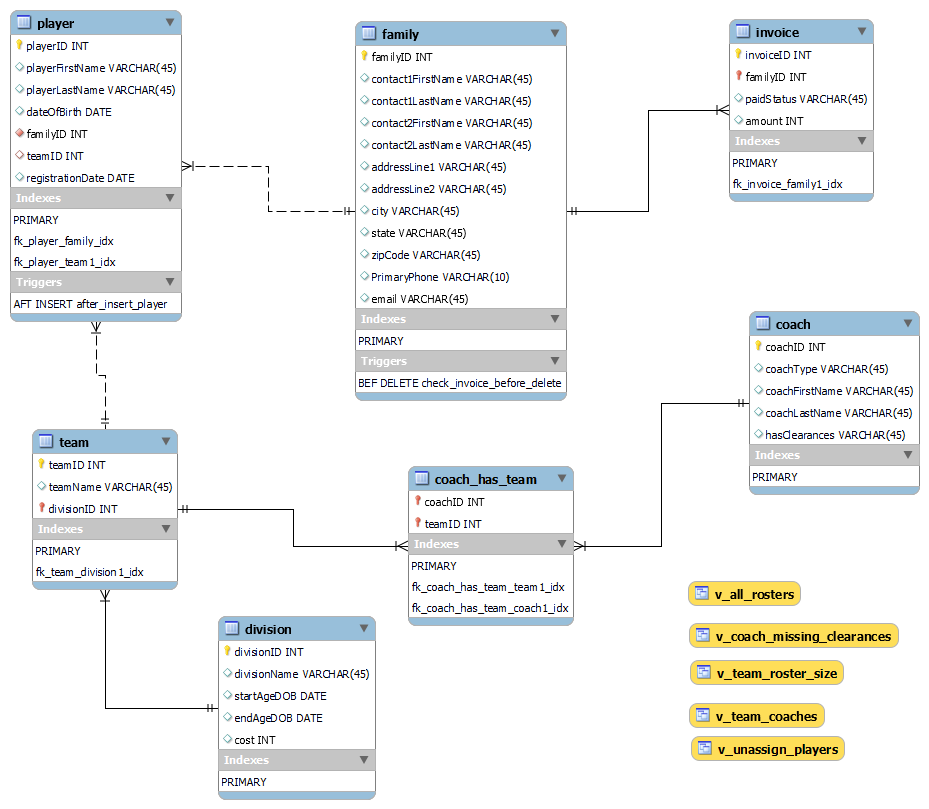 player
playerID INT
playerFirstName VARCHAR(45)
playerLastName VARCHAR(45)
dateOfBirth DATE
familyID INT
teamID INT
registrationDate DATE
Indexes
PRIMARY
fk_player_family_idx
fk_player_team1_idx
Triggers
AFT INSERT after_insert_player
family
familyID INT
contact1FirstName VARCHAR(45)
contact1LastName VARCHAR(45)
contact2FirstName VARCHAR(45)
contact2LastName VARCHAR(45)
addressLine1 VARCHAR(45)
addressLine2 VARCHAR(45)
city VARCHAR(45)
state VARCHAR(45)
zipCode VARCHAR(45)
PrimaryPhone VARCHAR(10)
email VARCHAR(45)
Indexes
PRIMARY
Triggers
BEF DELETE check_invoice_before_delete
invoice
invoiceID INT
familyID INT
paidStatus VARCHAR(45)
amount INT
Indexes
PRIMARY
fk_invoice_family1_idx
coach
coachID INT
coachType VARCHAR(45)
coachFirstName VARCHAR(45)
coachLastName VARCHAR(45)
hasClearances VARCHAR(45)
Indexes
PRIMARY
team
teamID INT
teamName VARCHAR(45)
divisionID INT
Indexes
PRIMARY
fk_team_division1_idx
coach_has_team
coachID INT
teamID INT
Indexes
PRIMARY
fk_coach_has_team_team1_idx
fk_coach_has_team_coach1_idx
division
divisionID INT
divisionName VARCHAR(45)
startAgeDOB DATE
endAgeDOB DATE
cost INT
Indexes
PRIMARY
v_all_rosters
v_coach_missing_clearances
v_team_roster_size
v_team_coaches
v_unassign_players